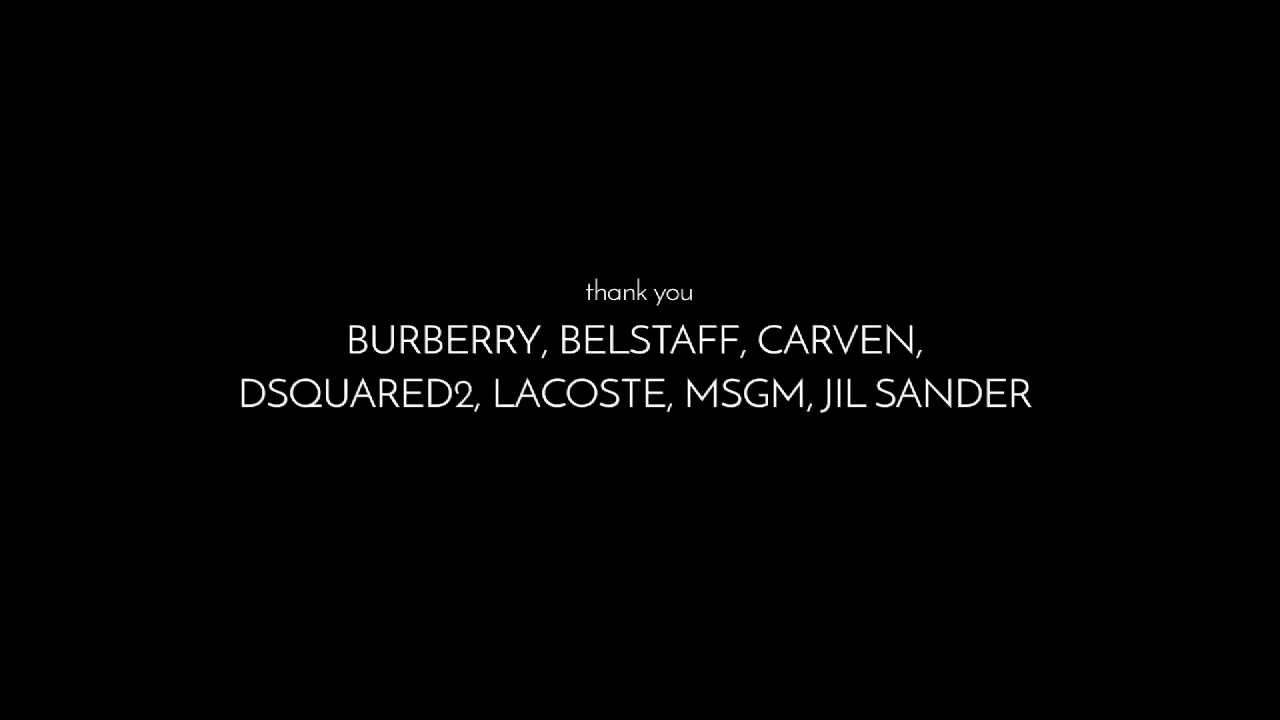 thank you
BURBERRY, BELSTAFF, CARVEN,
DSQUARED2, LACOSTE, MSGM, JIL SANDER